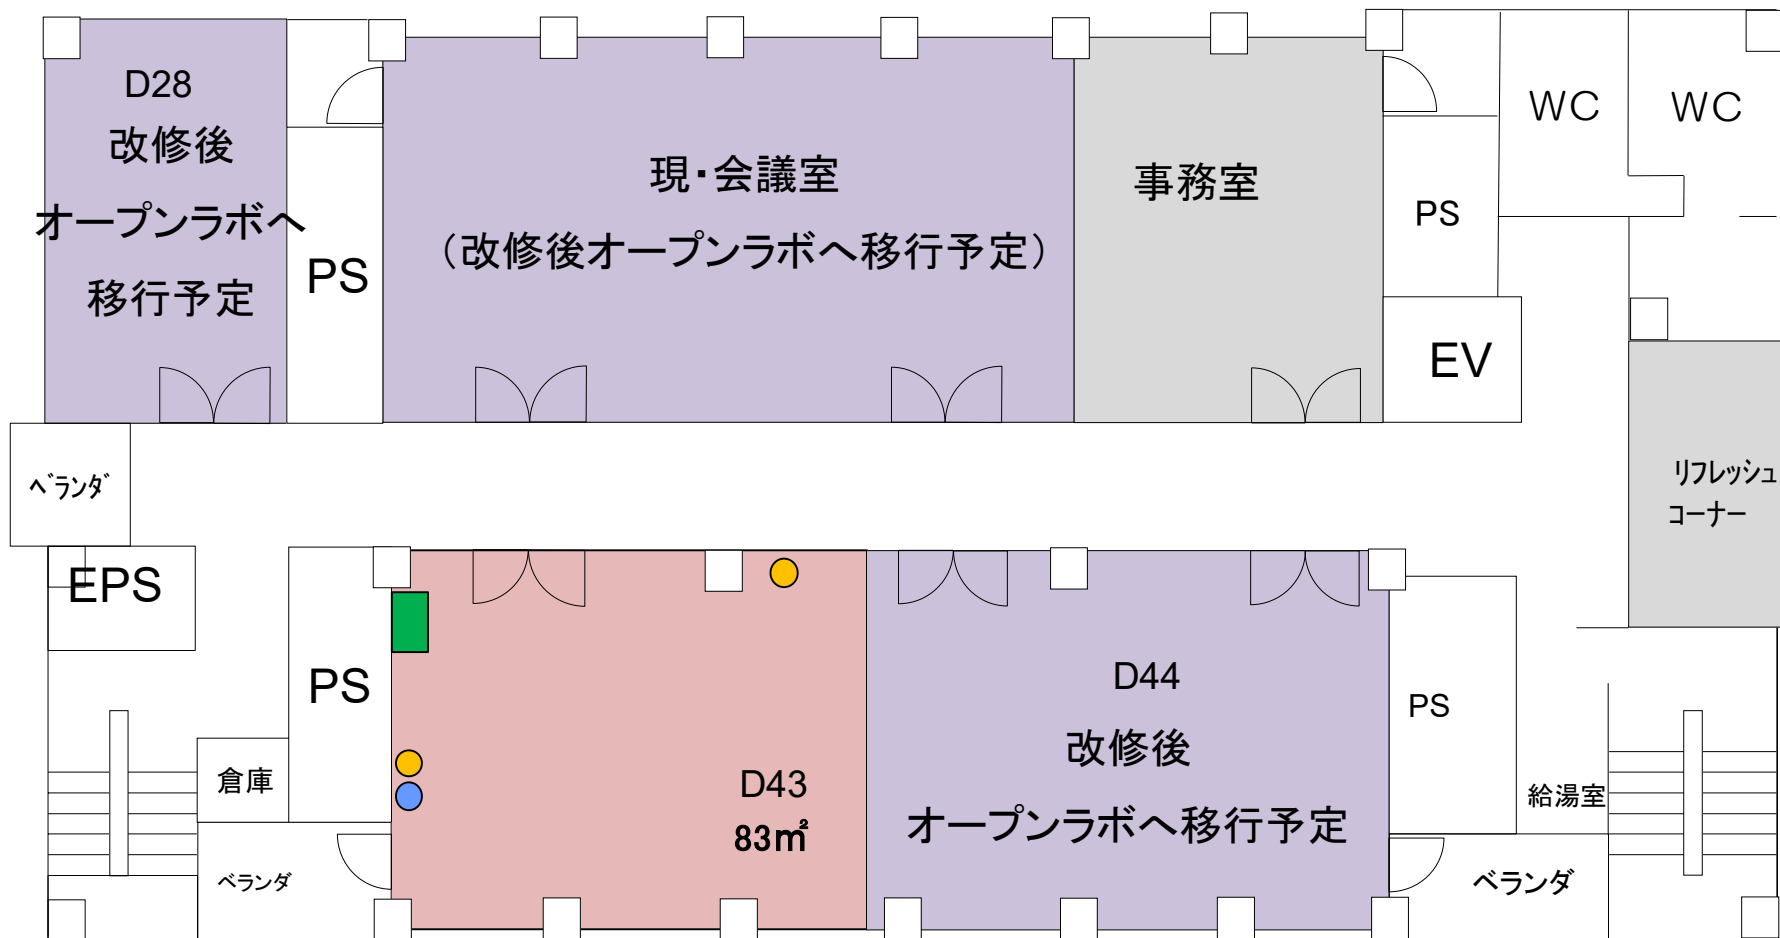 D28
改修後
オープンラボへ
移行予定
PS
現・会議室
（改修後オープンラボへ移行予定）
事務室
PS
EV
WC
WC
ベランダ
リフレッシュ
コーナー
EPS
PS
倉庫
ベランダ
D43
83㎡
D44
改修後
オープンラボへ移行予定
PS
給湯室
ベランダ